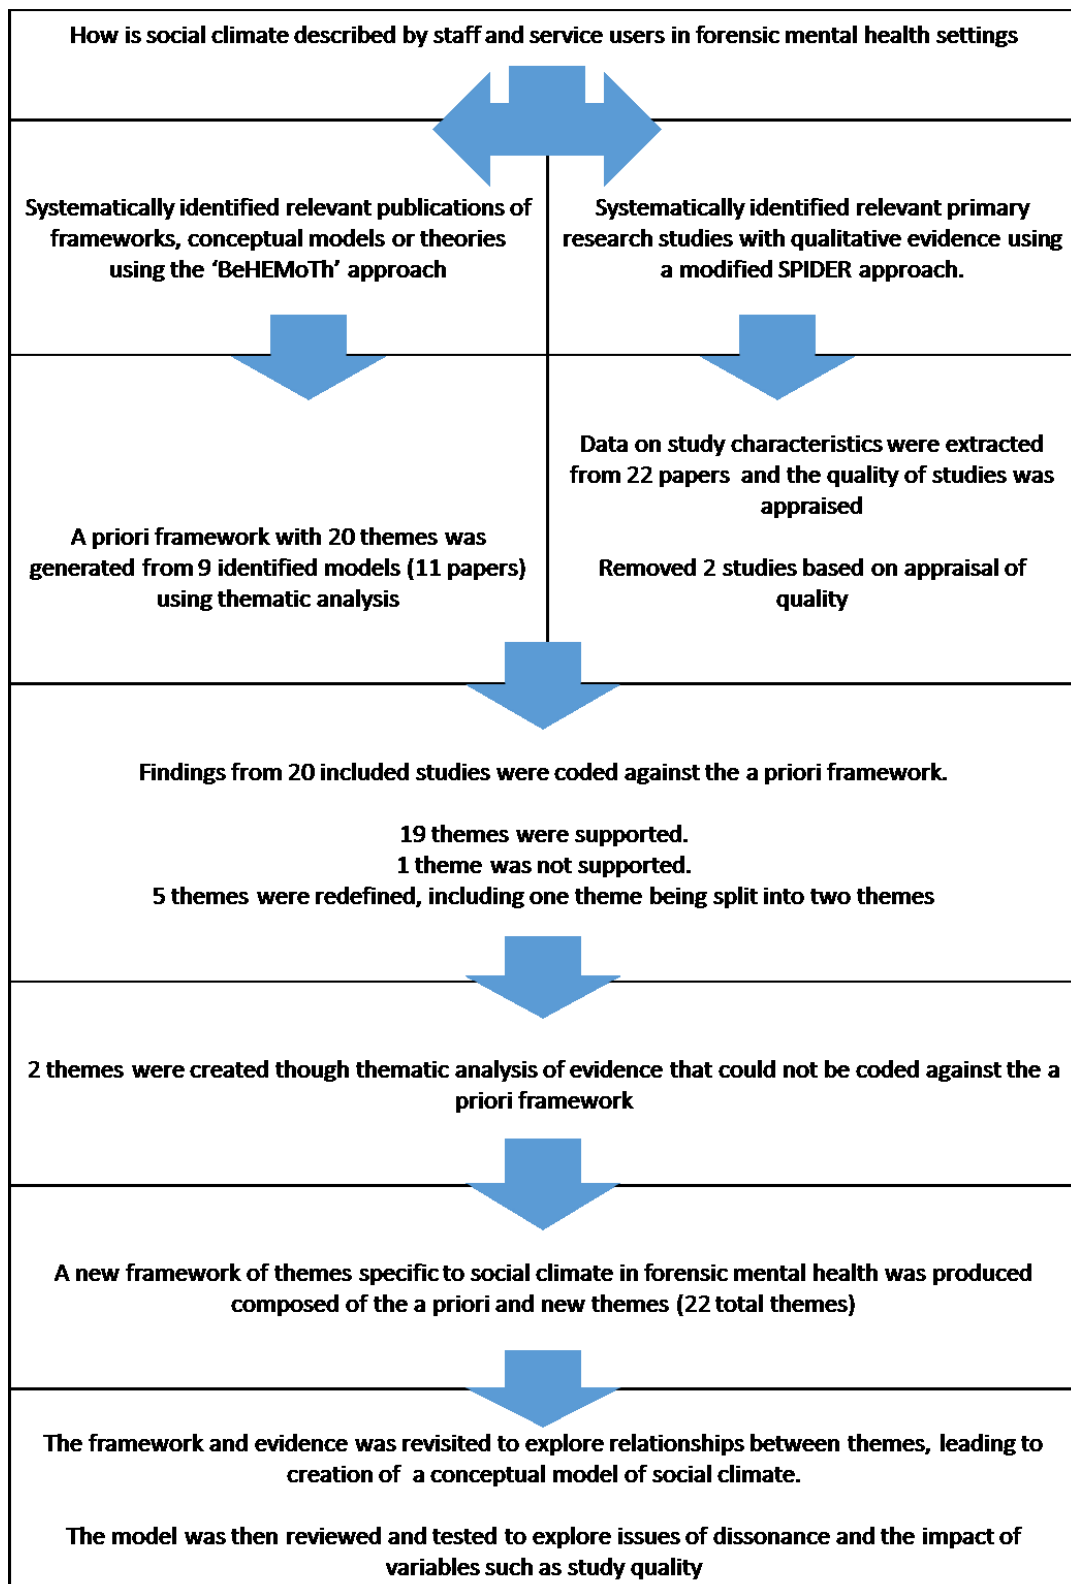 How is social climate described by staff and service users in forensic mental health settings
Systematically identified relevant publications of
frameworks, conceptual models or theories
using the ‘BeHEMoTh’ approach
Systematically identified relevant primary
research studies with qualitative evidence using
a modified SPIDER approach.
A priori framework with 20 themes was
generated from 9 identified models (11 papers)
using thematic analysis
Data on study characteristics were extracted
from 22 papers and the quality of studies was
appraised
Removed 2 studies based on appraisal of
quality
Findings from 20 included studies were coded against the a priori framework.
19 themes were supported.
1 theme was not supported.
5 themes were redefined, including one theme being split into two themes
2 themes were created though thematic analysis of evidence that could not be coded against the a
priori framework
A new framework of themes specific to social climate in forensic mental health was produced
composed of the a priori and new themes (22 total themes)
The framework and evidence was revisited to explore relationships between themes, leading to
creation of a conceptual model of social climate.
The model was then reviewed and tested to explore issues of dissonance and the impact of
variables such as study quality